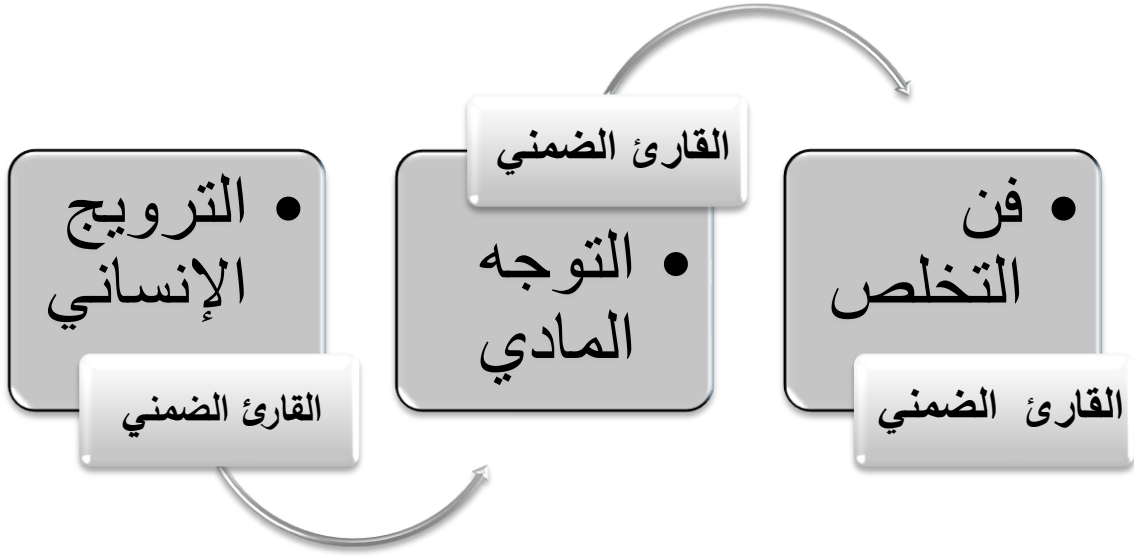 • الترويج
الإنساني
القارئ الضمني
القارئ الضمني
• التوجه
المادي
• فن
التخلص
القارئ الضمني